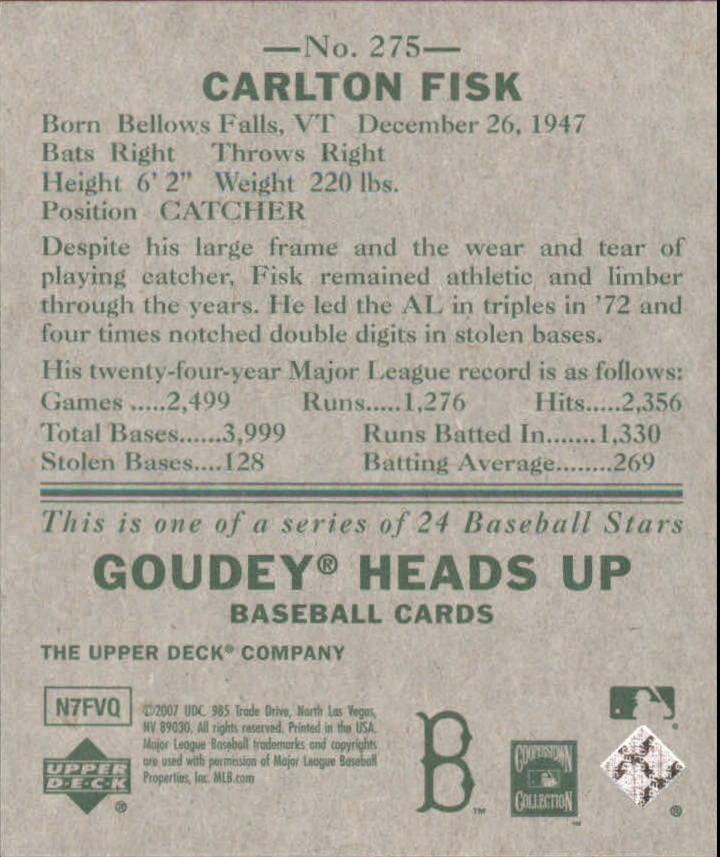 —No. 275—
CARLTON FISK
Born Bellows Falls, VT December 26, 1947
Bats Right Throws Right
Height 6' 2" Weight 220 lbs.
Position CATCHER
Despite his large frame and the wear and tear of
playing catcher, Fisk remained athletic and limber
through the years. He led the AL in triples in '72 and
four times notched double digits in stolen bases.
His twenty-four-year Major League record is as follows:
Games .....2,499 Runs.....1,276 Hits.....2,356
Total Bases......3,999 Runs Batted In.......1,330
Stolen Bases....128 Batting Average........269
This is one of a series of 24 Baseball Stars
GOUDEY® HEADS UP
BASEBALL CARDS
THE UPPER DECK® COMPANY
N7FVQ
©2007 UDC. 985 Trade Drive, North Las Vegas,
NV 89030. All rights reserved. Printed in the USA.
Major League Baseball trademarks and copyrights
are used with permission of Major League Baseball
Properties, Inc. MLB.com
UPPER
D·E·C·K
®
B
™
COOPERSTOWN
COLLECTION
™
®
®